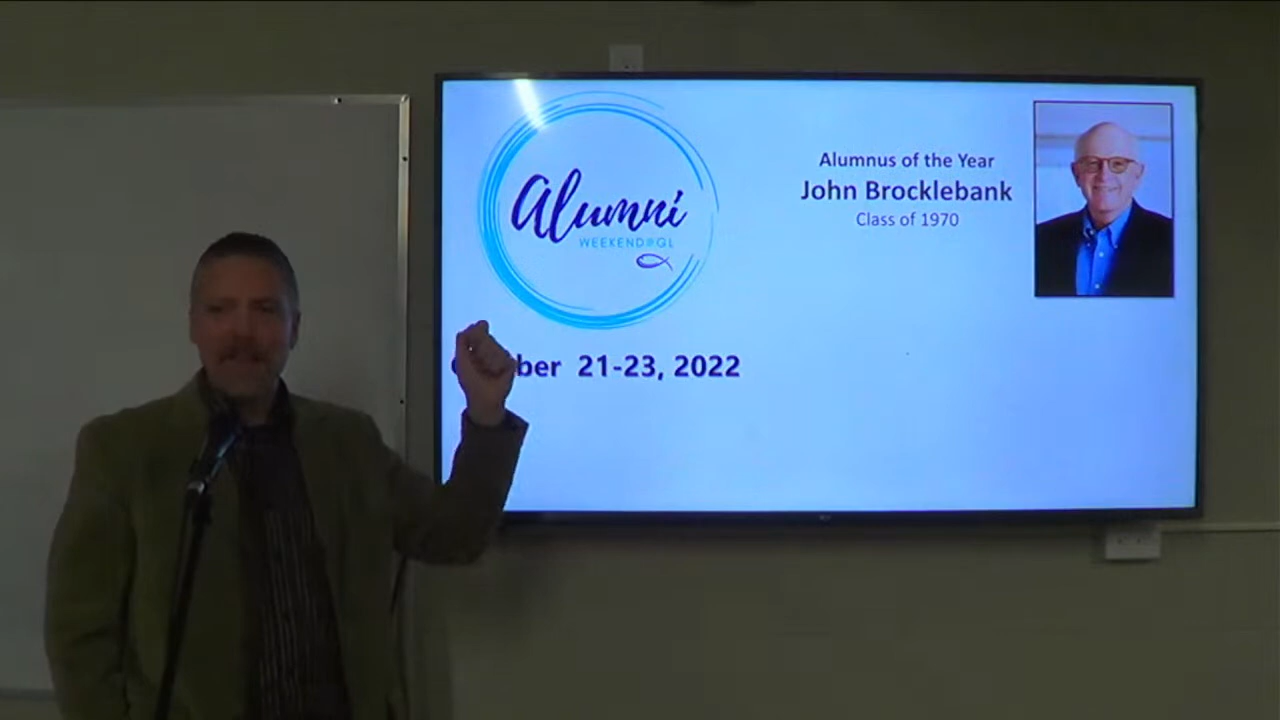 Alumni
WEEKEND@GL
Alumnus of the Year
John Brocklebank
Class of 1970
ber 21-23, 2022